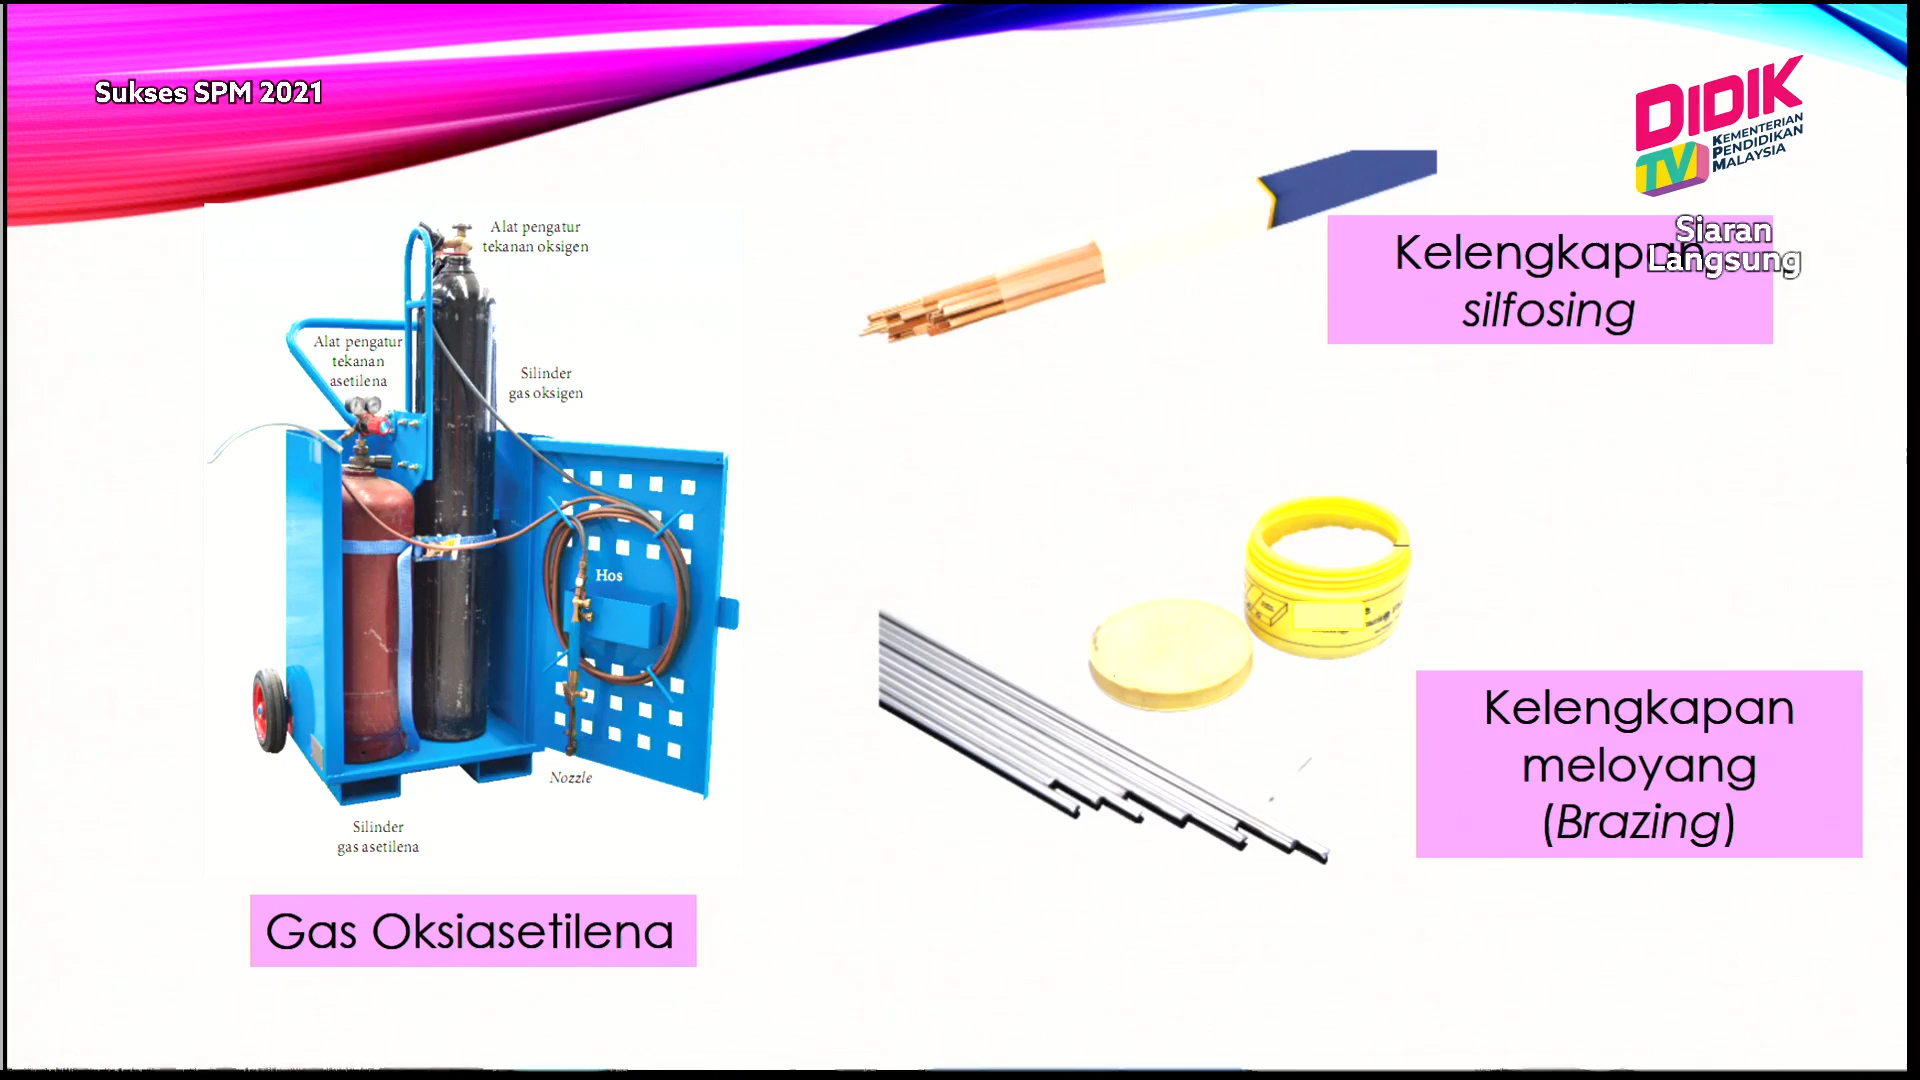 Sukses SPM 2021
DIDIK
TV
KEMENTERIAN
PENDIDIKAN
MALAYSIA
Siaran
Langsung
Alat pengatur
tekanan oksigen
Alat pengatur
tekanan
asetilena
Silinder
gas oksigen
Hos
Nozzle
Silinder
gas asetilena
Gas Oksiasetilena
Kelengkapan
silfosing
Kelengkapan
meloyang
(Brazing)